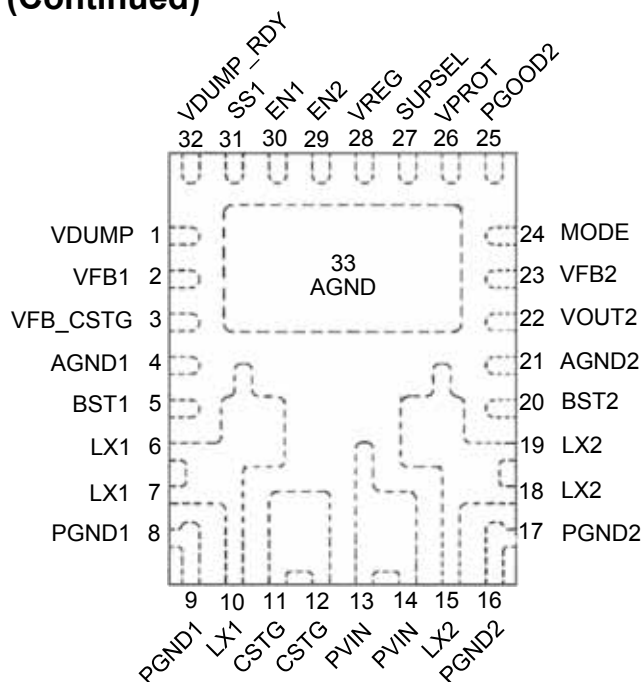 (Continued)
VDUMP_RDY SS1 EN1 EN2 VREG SUPSEL VPROT PGOOD2
32 31 30 29 28 27 26 25
VDUMP 1
VFB1 2
VFB_CSTG 3
AGND1 4
BST1 5
LX1 6
LX1 7
PGND1 8
33
AGND
24 MODE
23 VFB2
22 VOUT2
21 AGND2
20 BST2
19 LX2
18 LX2
17 PGND2
9 10 11 12 13 14 15 16
PGND1 LX1 CSTG CSTG PVIN PVIN LX2 PGND2